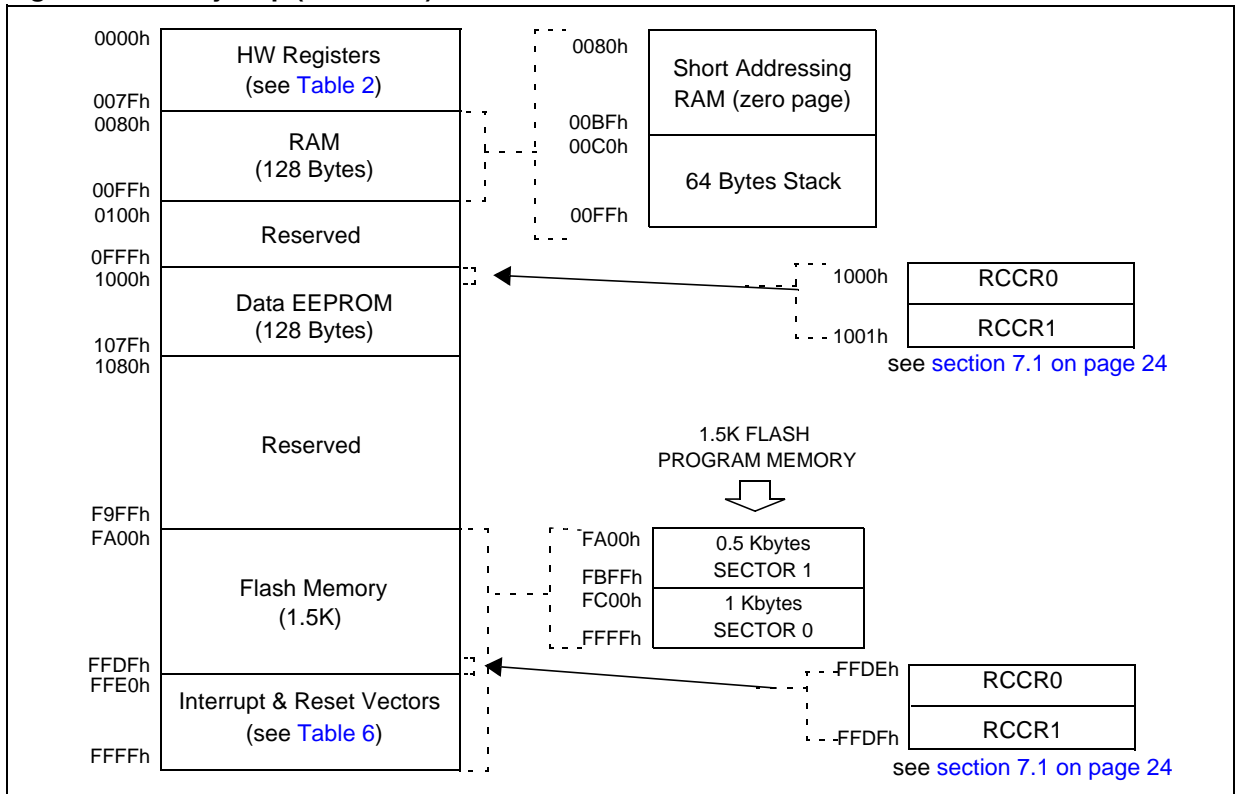 0000h
HW Registers
(see Table 2)
007Fh
0080h
RAM
(128 Bytes)
00FFh
0100h
Reserved
0FFFh
1000h
Data EEPROM
(128 Bytes)
107Fh
1080h
Reserved
F9FFh
FA00h
Flash Memory
(1.5K)
FFDFh
FFE0h
Interrupt & Reset Vectors
(see Table 6)
FFFFh
0080h
Short Addressing
RAM (zero page)
00BFh
00C0h
64 Bytes Stack
00FFh
1000h
RCCR0
RCCR1
1001h
see section 7.1 on page 24
1.5K FLASH
PROGRAM MEMORY
FA00h
0.5 Kbytes
SECTOR 1
FBFFh
FC00h
1 Kbytes
SECTOR 0
FFFFh
FFDEh
RCCR0
RCCR1
FFDFh
see section 7.1 on page 24